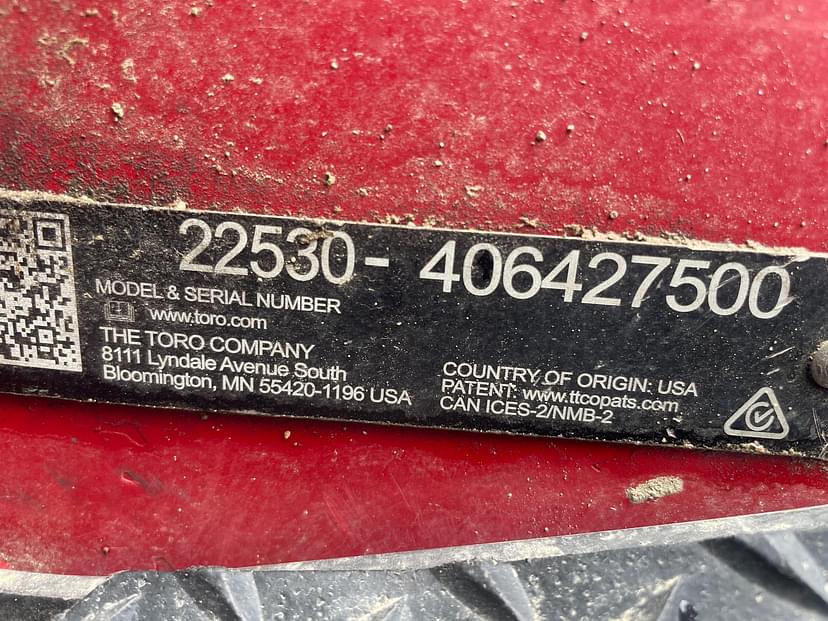 22530- 406427500
MODEL & SERIAL NUMBER
www.toro.com
THE TORO COMPANY
8111 Lyndale Avenue South
Bloomington, MN 55420-1196 USA
COUNTRY OF ORIGIN: USA
PATENT: www.ttcopats.com
CAN ICES-2/NMB-2